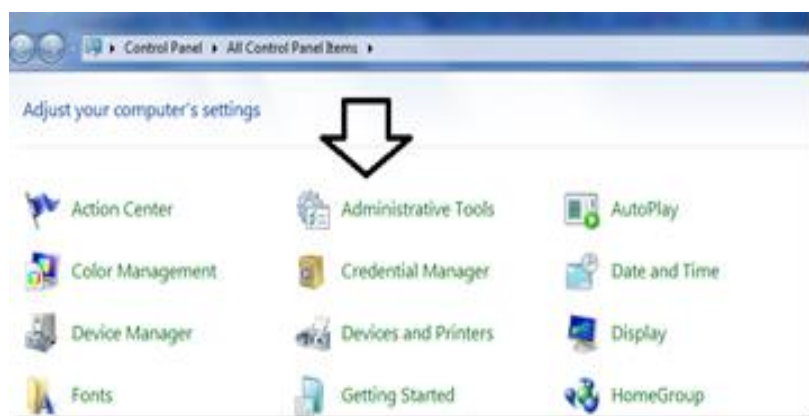 Control Panel All Control Panel Items
Adjust your computer's settings
Action Center Administrative Tools AutoPlay
Color Management Credential Manager Date and Time
Device Manager Devices and Printers Display
Fonts Getting Started HomeGroup